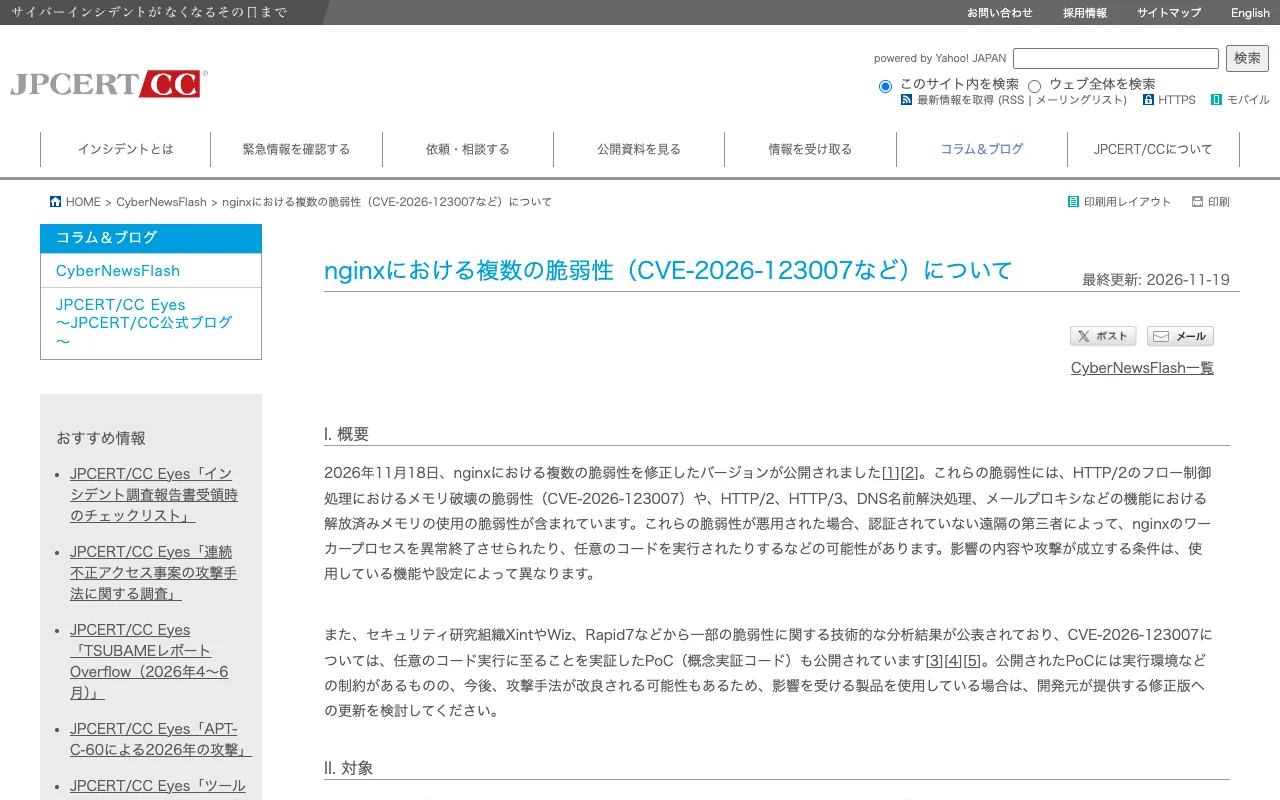 サイバーインシデントがなくなるその日まで
お問い合わせ 採用情報 サイトマップ English
JPCERT CC®
powered by Yahoo! JAPAN 検索
このサイト内を検索 ウェブ全体を検索
最新情報を取得 (RSS | メーリングリスト) HTTPS モバイル
インシデントとは 緊急情報を確認する 依頼・相談する 公開資料を見る 情報を受け取る コラム＆ブログ JPCERT/CCについて
HOME > CyberNewsFlash > nginxにおける複数の脆弱性（CVE-2026-123007など）について
印刷用レイアウト 印刷
コラム＆ブログ
CyberNewsFlash
JPCERT/CC Eyes
～JPCERT/CC公式ブログ
～
おすすめ情報
JPCERT/CC Eyes「イン
シデント調査報告書受領時
のチェックリスト」
JPCERT/CC Eyes「連続
不正アクセス事案の攻撃手
法に関する調査」
JPCERT/CC Eyes
「TSUBAMEレポート
Overflow（2026年4～6
月）」
JPCERT/CC Eyes「APT-
C-60による2026年の攻撃」
JPCERT/CC Eyes「ツール
nginxにおける複数の脆弱性（CVE-2026-123007など）について
最終更新: 2026-11-19
ポスト メール
CyberNewsFlash一覧
I. 概要
2026年11月18日、nginxにおける複数の脆弱性を修正したバージョンが公開されました[1][2]。これらの脆弱性には、HTTP/2のフロー制御
処理におけるメモリ破壊の脆弱性（CVE-2026-123007）や、HTTP/2、HTTP/3、DNS名前解決処理、メールプロキシなどの機能における
解放済みメモリの使用の脆弱性が含まれています。これらの脆弱性が悪用された場合、認証されていない遠隔の第三者によって、nginxのワー
カープロセスを異常終了させられたり、任意のコードを実行されたりするなどの可能性があります。影響の内容や攻撃が成立する条件は、使
用している機能や設定によって異なります。
また、セキュリティ研究組織XintやWiz、Rapid7などから一部の脆弱性に関する技術的な分析結果が公表されており、CVE-2026-123007に
ついては、任意のコード実行に至ることを実証したPoC（概念実証コード）も公開されています[3][4][5]。公開されたPoCには実行環境など
の制約があるものの、今後、攻撃手法が改良される可能性もあるため、影響を受ける製品を使用している場合は、開発元が提供する修正版へ
の更新を検討してください。
II. 対象